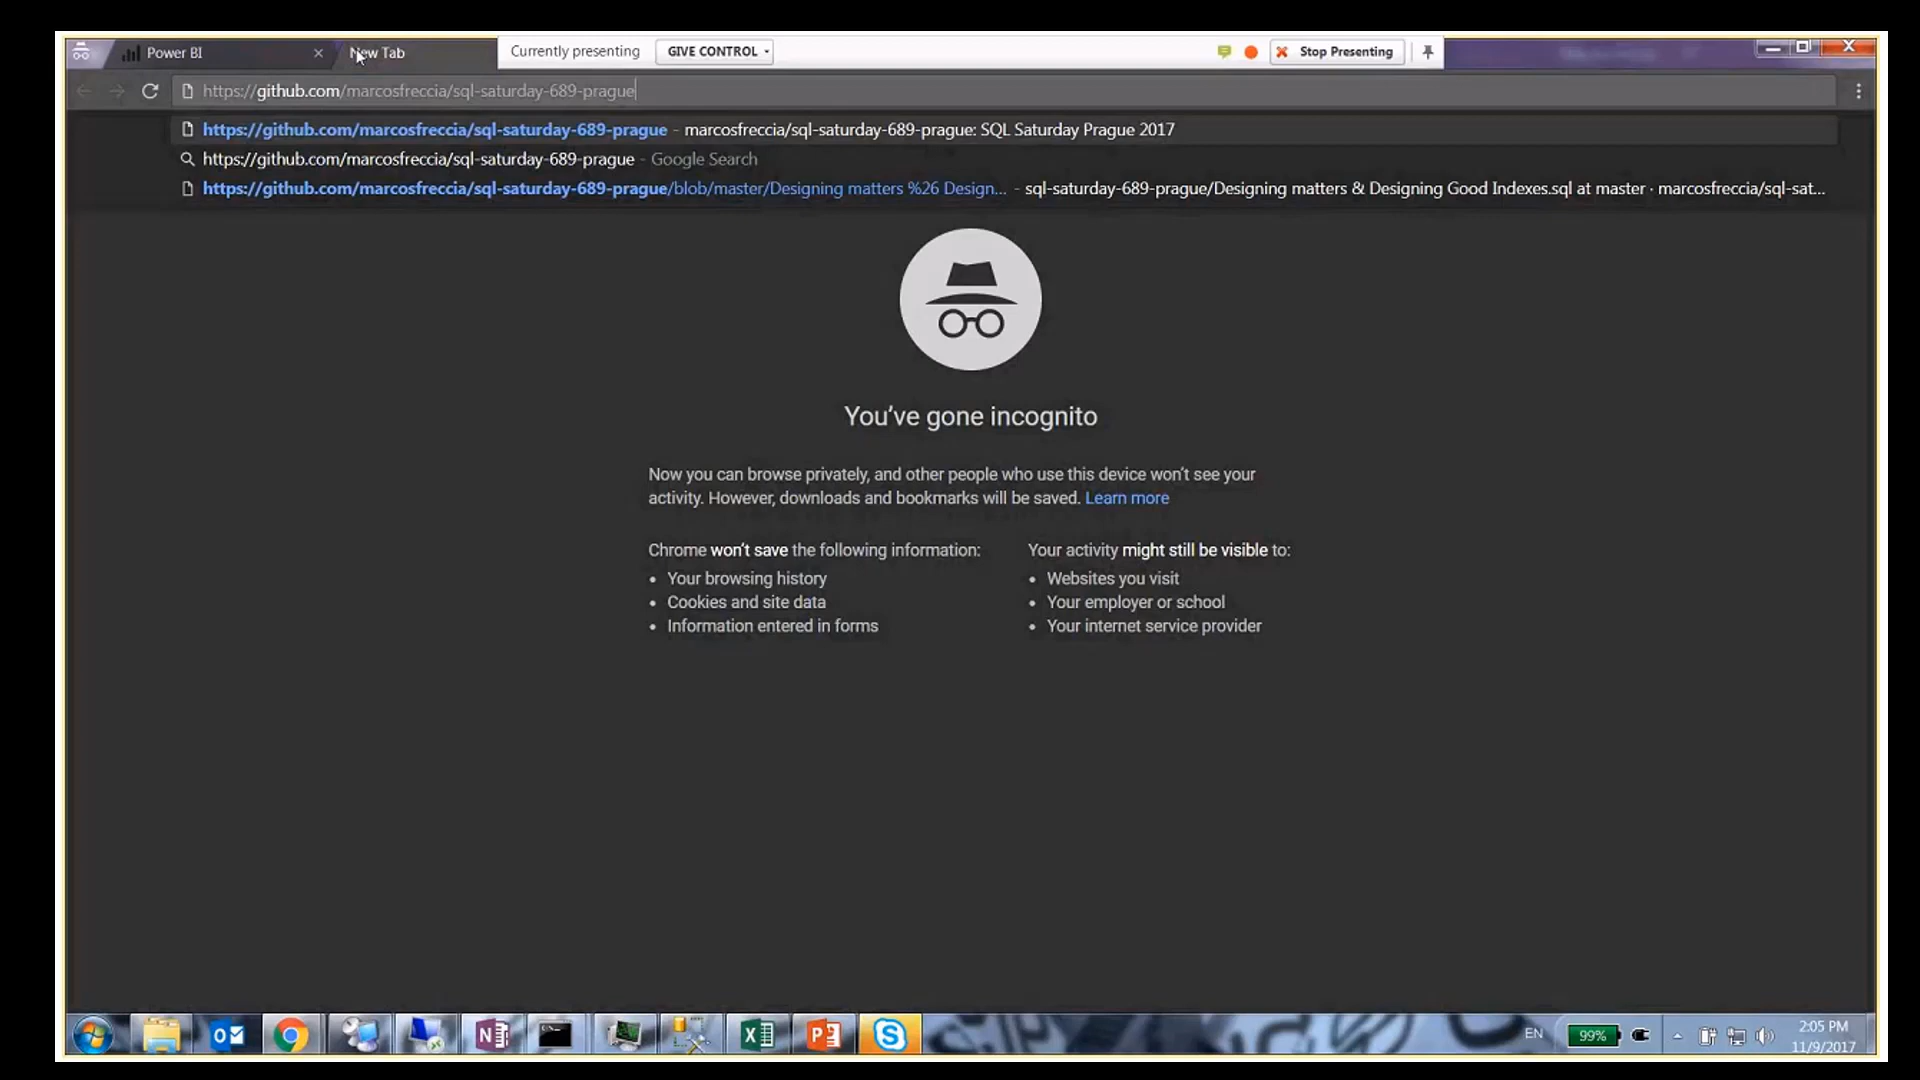 Power BI
New Tab
Currently presenting
GIVE CONTROL
Stop Presenting
https://github.com/marcosfreccia/sql-saturday-689-prague
https://github.com/marcosfreccia/sql-saturday-689-prague - marcosfreccia/sql-saturday-689-prague: SQL Saturday Prague 2017
https://github.com/marcosfreccia/sql-saturday-689-prague - Google Search
https://github.com/marcosfreccia/sql-saturday-689-prague/blob/master/Designing matters %26 Design... - sql-saturday-689-prague/Designing matters & Designing Good Indexes.sql at master · marcosfreccia/sql-sat...
You've gone incognito
Now you can browse privately, and other people who use this device won't see your
activity. However, downloads and bookmarks will be saved. Learn more
Chrome won't save the following information:
• Your browsing history
• Cookies and site data
• Information entered in forms
Your activity might still be visible to:
• Websites you visit
• Your employer or school
• Your internet service provider
EN
99%
2:05 PM
11/9/2017